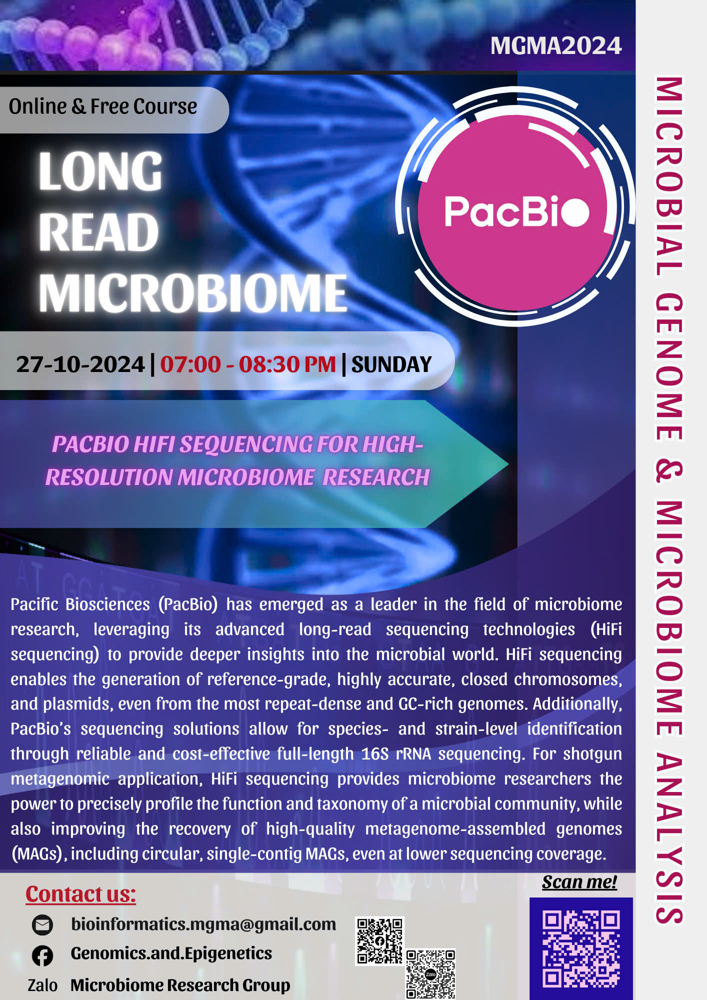 MGMA2024
Online & Free Course
PacBio
LONG
READ
MICROBIOME
27-10-2024 | 07:00 - 08:30 PM | SUNDAY
PACBIO HIFI SEQUENCING FOR HIGH-
RESOLUTION MICROBIOME RESEARCH
Pacific Biosciences (PacBio) has emerged as a leader in the field of microbiome
research, leveraging its advanced long-read sequencing technologies (HiFi
sequencing) to provide deeper insights into the microbial world. HiFi sequencing
enables the generation of reference-grade, highly accurate, closed chromosomes,
and plasmids, even from the most repeat-dense and GC-rich genomes. Additionally,
PacBio’s sequencing solutions allow for species- and strain-level identification
through reliable and cost-effective full-length 16S rRNA sequencing. For shotgun
metagenomic application, HiFi sequencing provides microbiome researchers the
power to precisely profile the function and taxonomy of a microbial community, while
also improving the recovery of high-quality metagenome-assembled genomes
(MAGs), including circular, single-contig MAGs, even at lower sequencing coverage.
Contact us:
bioinformatics.mgma@gmail.com
Genomics.and.Epigenetics
Zalo Microbiome Research Group
Zalo
Scan me!
MICROBIAL GENOME & MICROBIOME ANALYSIS